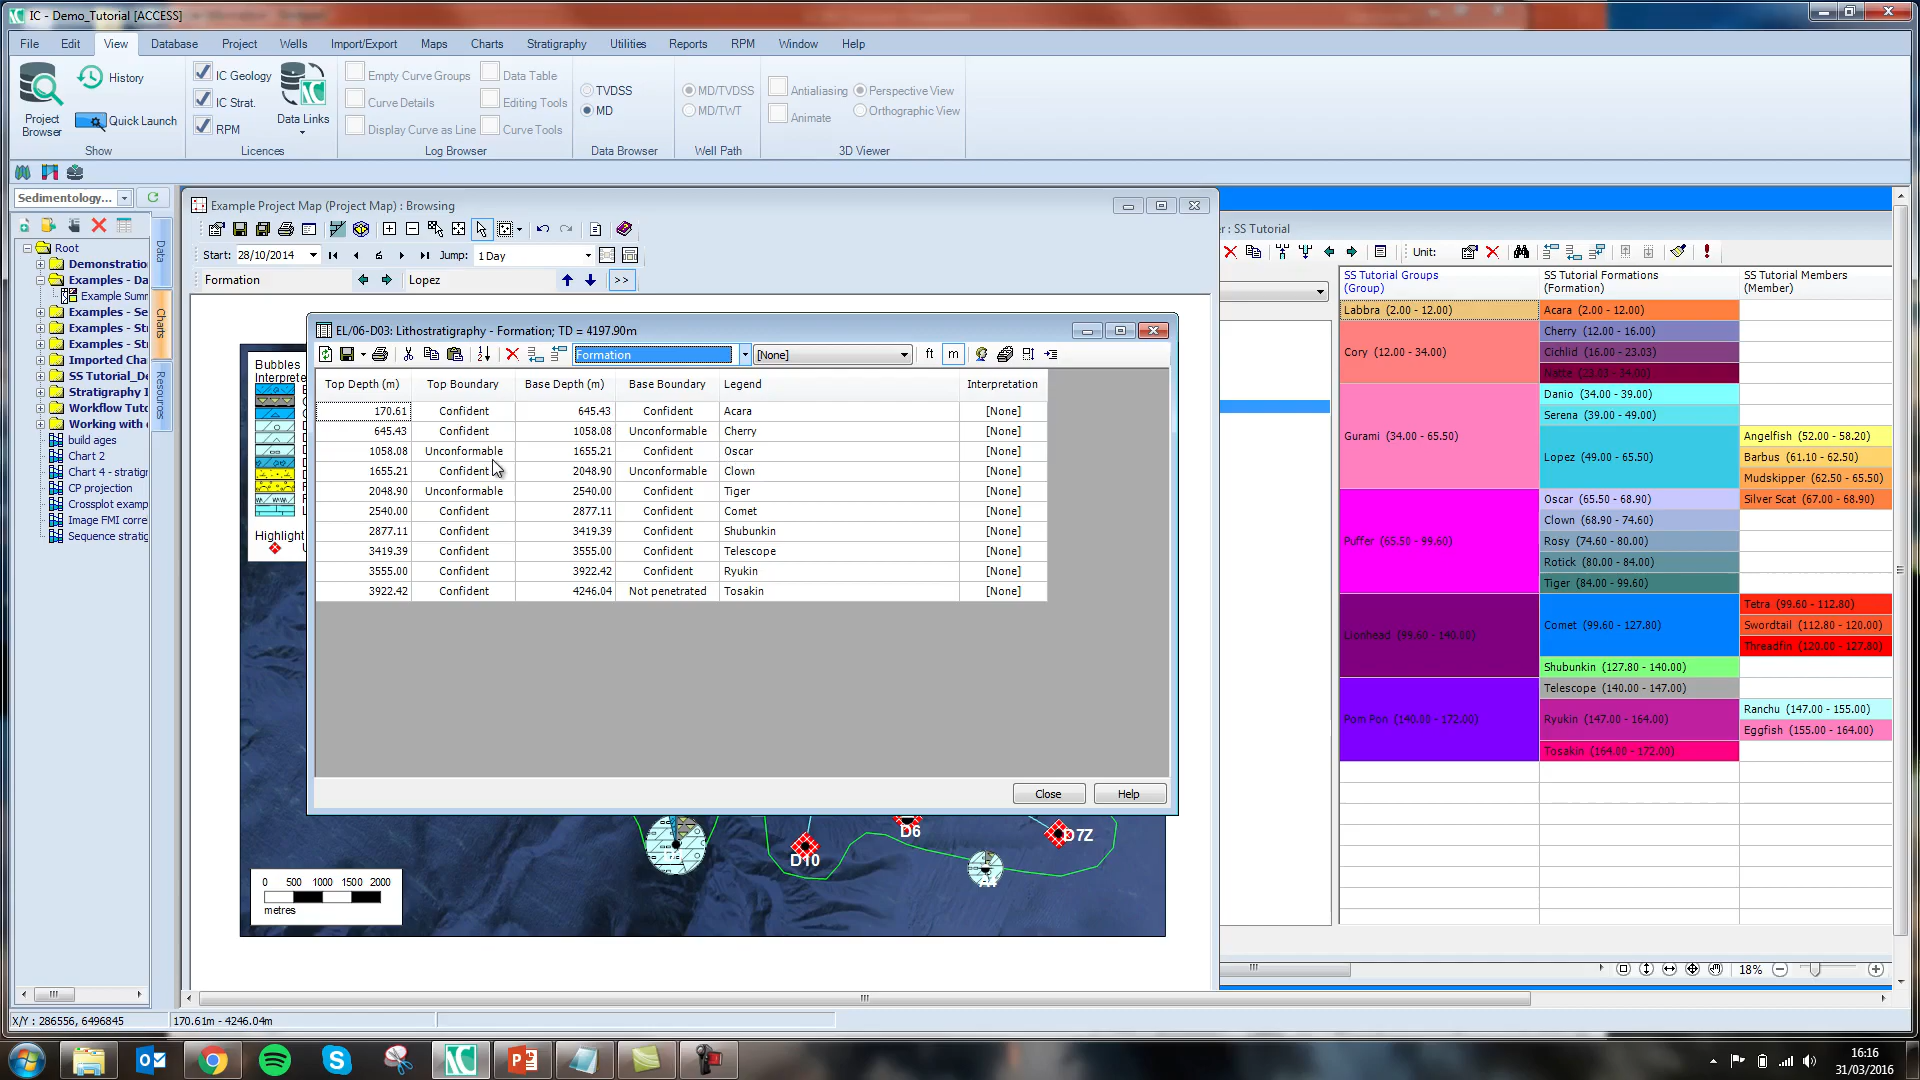 IC - Demo_Tutorial [ACCESS]
File Edit View Database Project Wells Import/Export Maps Charts Stratigraphy Utilities Reports RPM Window Help
Project Browser
History
Quick Launch
Show
IC Geology
IC Strat.
RPM
Data Links
Licences
Empty Curve Groups
Curve Details
Display Curve as Line
Data Table
Editing Tools
Curve Tools
Log Browser
TVDSS
MD
Data Browser
MD/TVDSS
MD/TWT
Well Path
Antialiasing
Animate
Perspective View
Orthographic View
3D Viewer
Sedimentology...
Root
Demonstratio
Examples - Da
Example Summ
Examples - Se
Examples - Str
Examples - Str
Imported Cha
SS Tutorial_De
Stratigraphy I
Workflow Tuto
Working with
build ages
Chart 2
Chart 4 - stratigr
CP projection
Crossplot examp
Image FMI corre
Sequence stratig
Data
Charts
Resources
Example Project Map (Project Map) : Browsing
Start: 28/10/2014 Jump: 1 Day
Formation Lopez >>
Bubbles
Interprete
Highlight
EL/06-D03: Lithostratigraphy - Formation; TD = 4197.90m
Formation [None] ft m
Top Depth (m) Top Boundary Base Depth (m) Base Boundary Legend Interpretation
170.61 Confident 645.43 Confident Acara [None]
645.43 Confident 1058.08 Unconformable Cherry [None]
1058.08 Unconformable 1655.21 Confident Oscar [None]
1655.21 Confident 2048.90 Unconformable Clown [None]
2048.90 Unconformable 2540.00 Confident Tiger [None]
2540.00 Confident 2877.11 Confident Comet [None]
2877.11 Confident 3419.39 Confident Shubunkin [None]
3419.39 Confident 3555.00 Confident Telescope [None]
3555.00 Confident 3922.42 Confident Ryukin [None]
3922.42 Confident 4246.04 Not penetrated Tosakin [None]
Close Help
D6
D7Z
D10
0 500 1000 1500 2000
metres
r : SS Tutorial
Unit:
SS Tutorial Groups (Group)
SS Tutorial Formations (Formation)
SS Tutorial Members (Member)
Labbra (2.00 - 12.00)
Cory (12.00 - 34.00)
Gurami (34.00 - 65.50)
Puffer (65.50 - 99.60)
Lionhead (99.60 - 140.00)
Pom Pon (140.00 - 172.00)
Acara (2.00 - 12.00)
Cherry (12.00 - 16.00)
Cichlid (16.00 - 23.03)
Natte (23.03 - 34.00)
Danio (34.00 - 39.00)
Serena (39.00 - 49.00)
Lopez (49.00 - 65.50)
Oscar (65.50 - 68.90)
Clown (68.90 - 74.60)
Rosy (74.60 - 80.00)
Rotick (80.00 - 84.00)
Tiger (84.00 - 99.60)
Comet (99.60 - 127.80)
Shubunkin (127.80 - 140.00)
Telescope (140.00 - 147.00)
Ryukin (147.00 - 164.00)
Tosakin (164.00 - 172.00)
Angelfish (52.00 - 58.20)
Barbus (61.10 - 62.50)
Mudskipper (62.50 - 65.50)
Silver Scat (67.00 - 68.90)
Tetra (99.60 - 112.80)
Swordtail (112.80 - 120.00)
Threadfin (120.00 - 127.80)
Ranchu (147.00 - 155.00)
Eggfish (155.00 - 164.00)
18%
X/Y : 286556, 6496845 170.61m - 4246.04m
16:16
31/03/2016